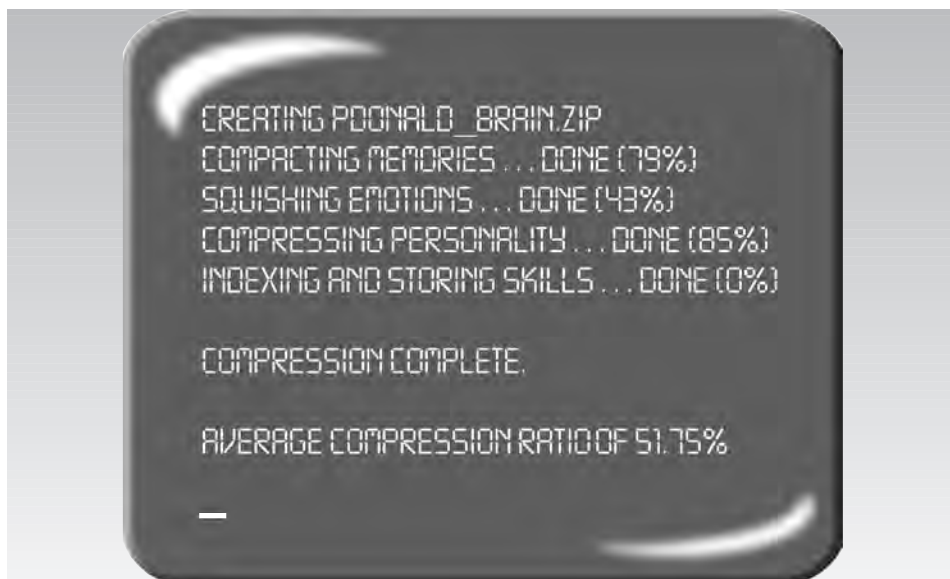 CREATING PDONALD_BRAIN.ZIP
COMPACTING MEMORIES ... DONE (79%)
SQUISHING EMOTIONS ... DONE (43%)
COMPRESSING PERSONALITY ... DONE (85%)
INDEXING AND STORING SKILLS ... DONE (0%)
COMPRESSION COMPLETE.
AVERAGE COMPRESSION RATIO OF 51.75%